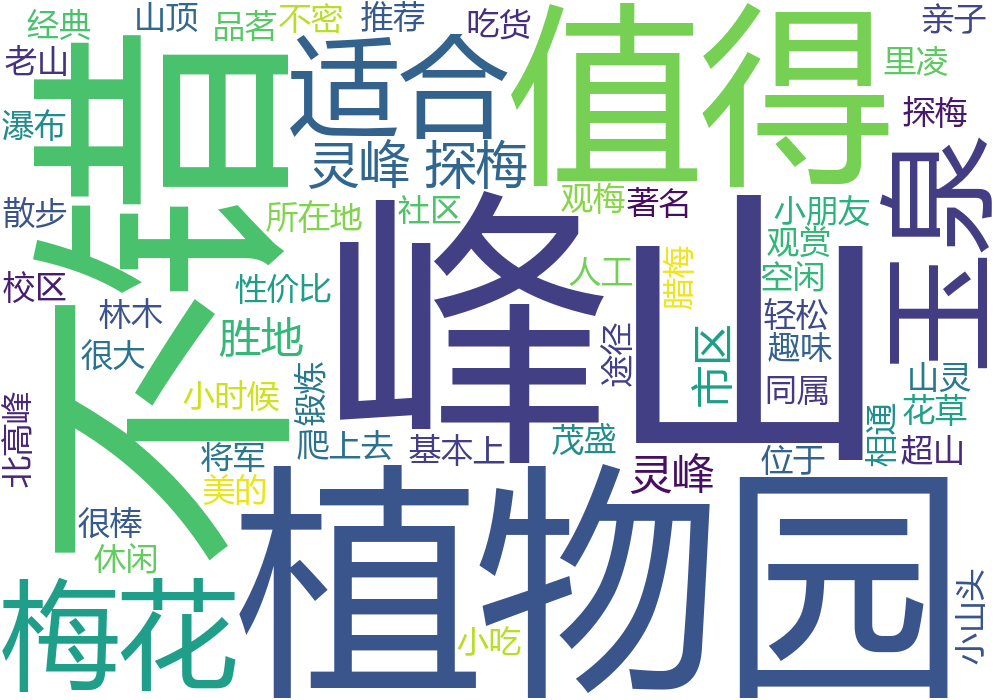 经典
山顶
品茗
不密
推荐
吃货
亲子
老山
不错
适合
值得
里凌
瀑布
探梅
灵峰 探梅
散步
所在地
社区
观梅
著名
小朋友
玉泉
峰山
观赏
校区
性价比
人工
腊梅
空闲
林木
胜地
轻松
很大
途径
市区
趣味
小时候
锻炼
同属
山灵
北高峰
花草
将军
爬上去
基本上
茂盛
相通
超山
美的
灵峰
位于
植物园
很棒
休闲
梅花
小吃
小山头